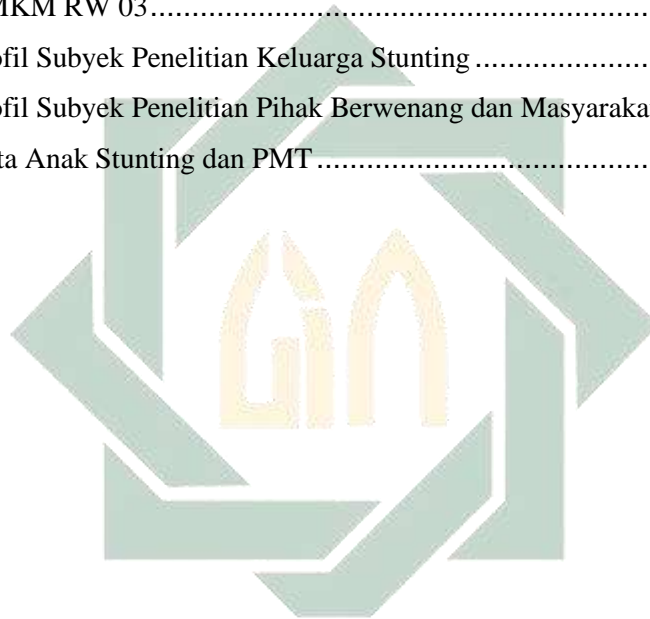 MKM RW 03
ofil Subyek Penelitian Keluarga Stunting
ofil Subyek Penelitian Pihak Berwenang dan Masyaraka
ta Anak Stunting dan PMT